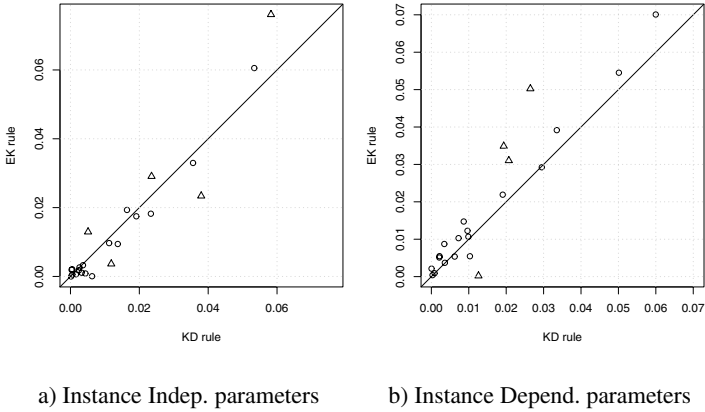 EK rule
0.06
0.04
0.02
0.00
0.00 0.02 0.04 0.06
KD rule
EK rule
0.07
0.06
0.05
0.04
0.03
0.02
0.01
0.00
0.00 0.01 0.02 0.03 0.04 0.05 0.06 0.07
KD rule
a) Instance Indep. parameters
b) Instance Depend. parameters